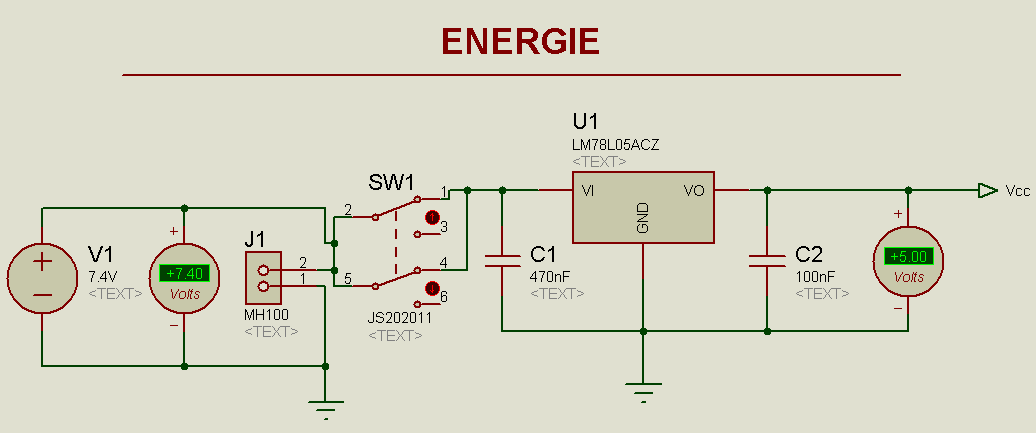 ENERGIE
U1
LM78L05ACZ
<TEXT>
VI
VO
GND
Vcc
SW1
1
2
3
4
5
6
JS202011
<TEXT>
V1
7.4V
<TEXT>
+
+7.40
Volts
J1
2
1
MH100
<TEXT>
C1
470nF
<TEXT>
C2
100nF
<TEXT>
+
+5.00
Volts